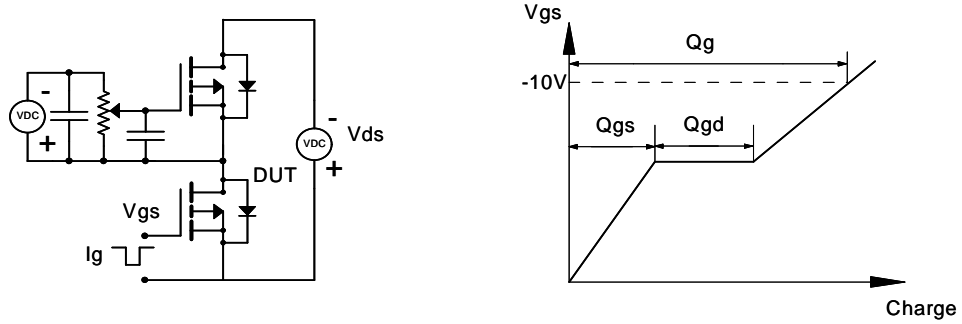 -
VDC
+
-
VDC
+
Vds
DUT
Vgs
Ig
Vgs
Qg
-10V
Qgs
Qgd
Charge